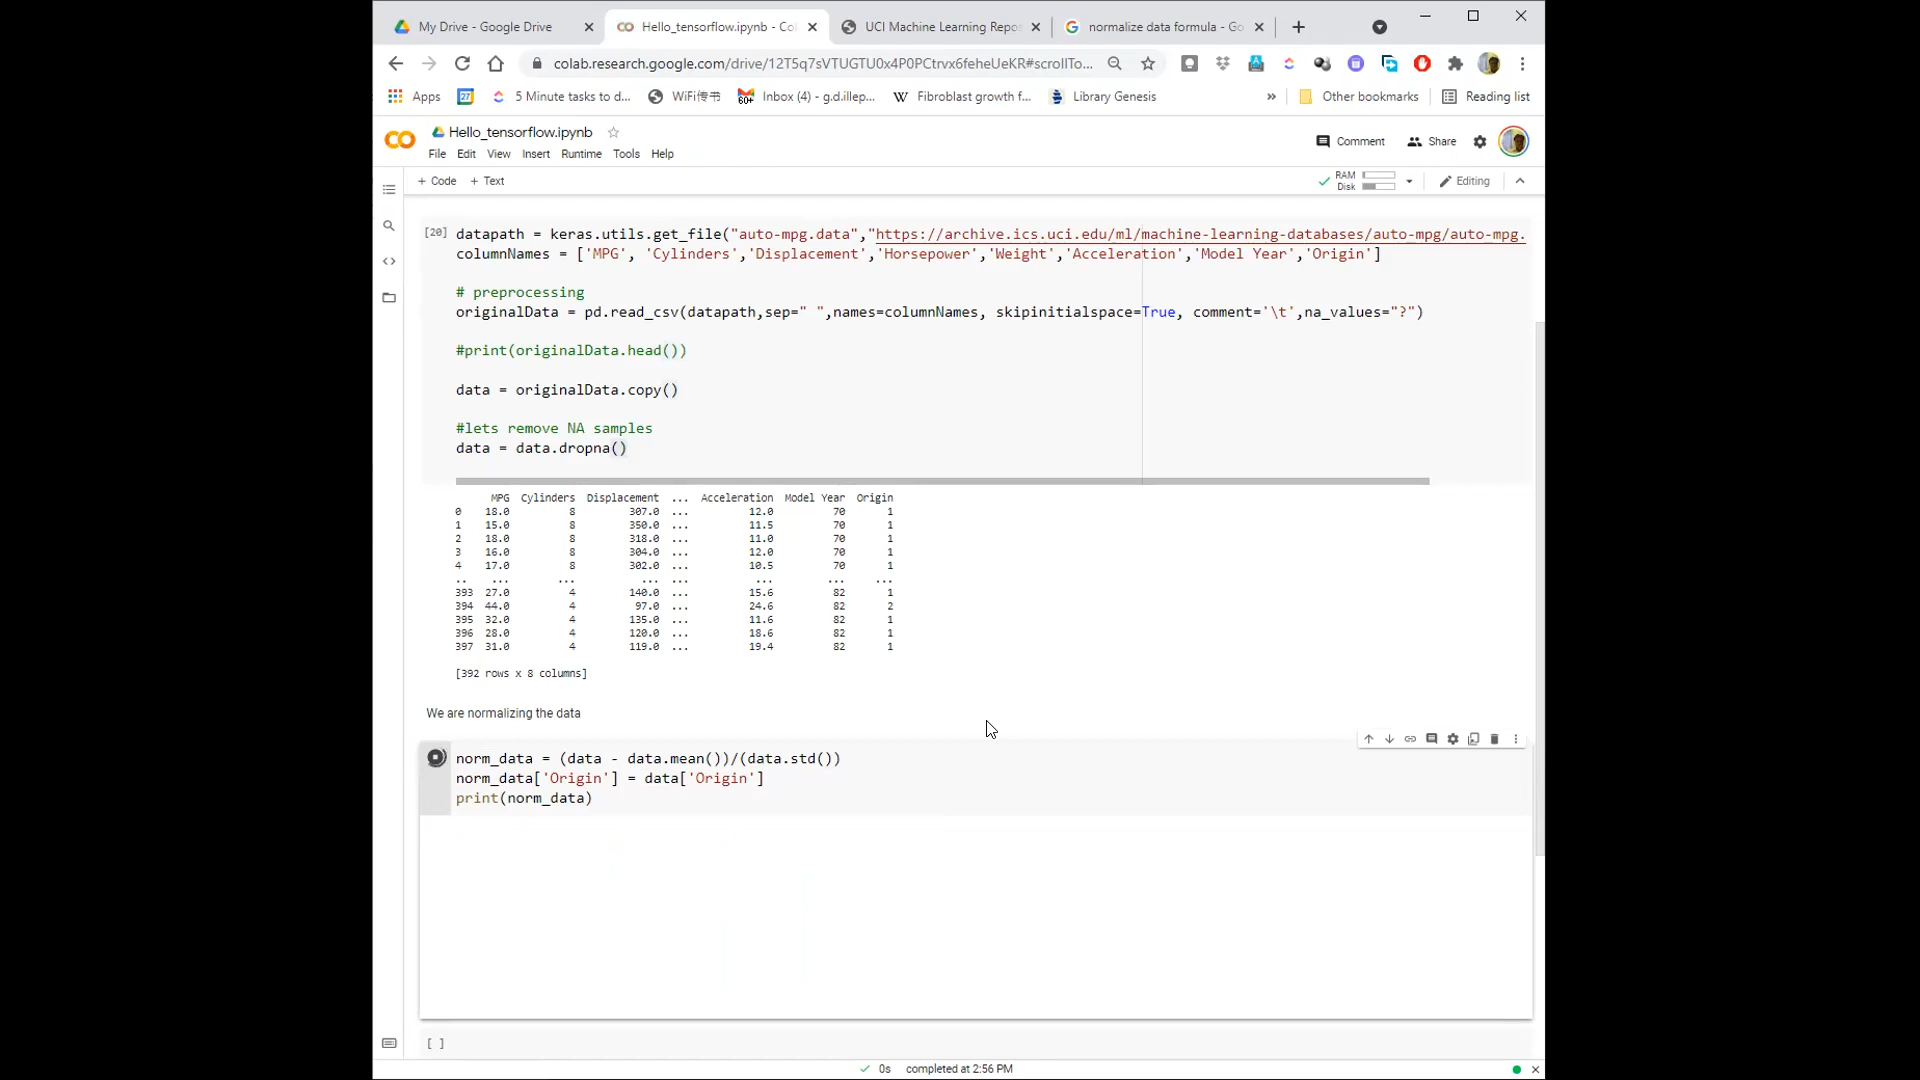 My Drive - Google Drive
Hello_tensorflow.ipynb - Col
UCI Machine Learning Repos
normalize data formula - Go
colab.research.google.com/drive/12T5q7sVTUGTU0x4P0PCtrvx6feheUeKR#scrollTo...
Apps
27
5 Minute tasks to d...
WiFi传书
60+
Inbox (4) - g.d.illep...
W
Fibroblast growth f...
Library Genesis
»
Other bookmarks
Reading list
CO
Hello_tensorflow.ipynb
Comment
Share
File Edit View Insert Runtime Tools Help
+ Code + Text
RAM
Disk
Editing
[20]
datapath = keras.utils.get_file("auto-mpg.data","https://archive.ics.uci.edu/ml/machine-learning-databases/auto-mpg/auto-mpg.
columnNames = ['MPG', 'Cylinders','Displacement','Horsepower','Weight','Acceleration','Model Year','Origin']
# preprocessing
originalData = pd.read_csv(datapath,sep=" ",names=columnNames, skipinitialspace=True, comment='\t',na_values="?")
#print(originalData.head())
data = originalData.copy()
#lets remove NA samples
data = data.dropna()
MPG Cylinders Displacement ... Acceleration Model Year Origin
0 18.0 8 307.0 ... 12.0 70 1
1 15.0 8 350.0 ... 11.5 70 1
2 18.0 8 318.0 ... 11.0 70 1
3 16.0 8 304.0 ... 12.0 70 1
4 17.0 8 302.0 ... 10.5 70 1
.. ... ... ... ... ... ... ...
393 27.0 4 140.0 ... 15.6 82 1
394 44.0 4 97.0 ... 24.6 82 2
395 32.0 4 135.0 ... 11.6 82 1
396 28.0 4 120.0 ... 18.6 82 1
397 31.0 4 119.0 ... 19.4 82 1
[392 rows x 8 columns]
We are normalizing the data
norm_data = (data - data.mean())/(data.std())
norm_data['Origin'] = data['Origin']
print(norm_data)
[ ]
0s completed at 2:56 PM